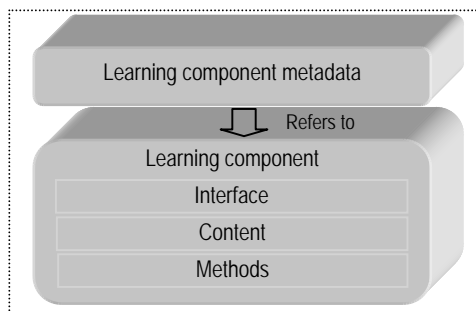 Learning component metadata
Refers to
Learning component
Interface
Content
Methods